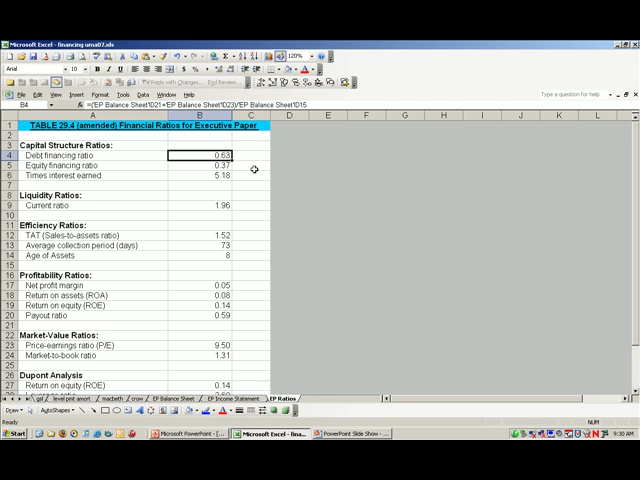 Microsoft Excel - financing uma07.xls
Arial 10 B 120%
Reply with Changes... End Review...
File Edit View Insert Format Tools Data Window Help Type a question for help
B4 =('EP Balance Sheet'!D21+'EP Balance Sheet'!D23)/'EP Balance Sheet'!D15
A B C D E F G H I J K L
1 TABLE 29.4 (amended) Financial Ratios for Executive Paper
2
3 Capital Structure Ratios:
4 Debt financing ratio 0.63
5 Equity financing ratio 0.37
6 Times interest earned 5.18
7
8 Liquidity Ratios:
9 Current ratio 1.96
10
11 Efficiency Ratios:
12 TAT (Sales-to-assets ratio) 1.52
13 Average collection period (days) 73
14 Age of Assets 8
15
16 Profitability Ratios:
17 Net profit margin 0.05
18 Return on assets (ROA) 0.08
19 Return on equity (ROE) 0.14
20 Payout ratio 0.59
21
22 Market-Value Ratios:
23 Price-earnings ratio (P/E) 9.50
24 Market-to-book ratio 1.31
25
26 Dupont Analysis
27 Return on equity (ROE) 0.14
level pmt amort macbeth crow EP Balance Sheet EP Income Statement EP Ratios
Draw AutoShapes
Ready NUM
Start Microsoft PowerPoint - [... Microsoft Excel - fina... PowerPoint Slide Show -... 9:30 AM